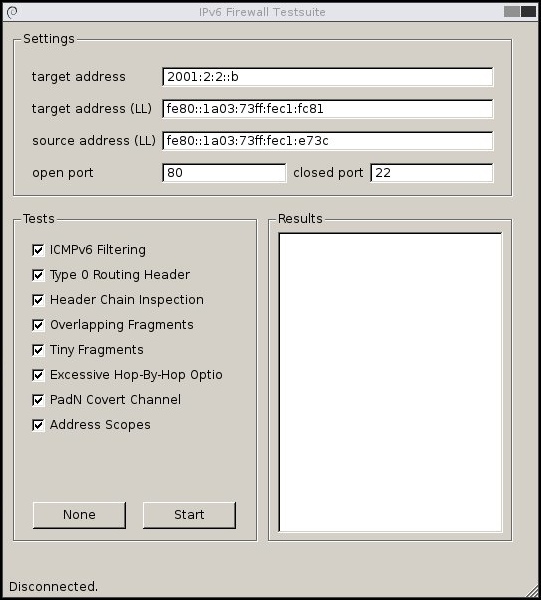 IPv6 Firewall Testsuite
Settings
target address 2001:2:2::b
target address (LL) fe80::1a03:73ff:fec1:fc81
source address (LL) fe80::1a03:73ff:fec1:e73c
open port 80 closed port 22
Tests
ICMPv6 Filtering
Type 0 Routing Header
Header Chain Inspection
Overlapping Fragments
Tiny Fragments
Excessive Hop-By-Hop Optio
PadN Covert Channel
Address Scopes
None Start
Results
Disconnected.